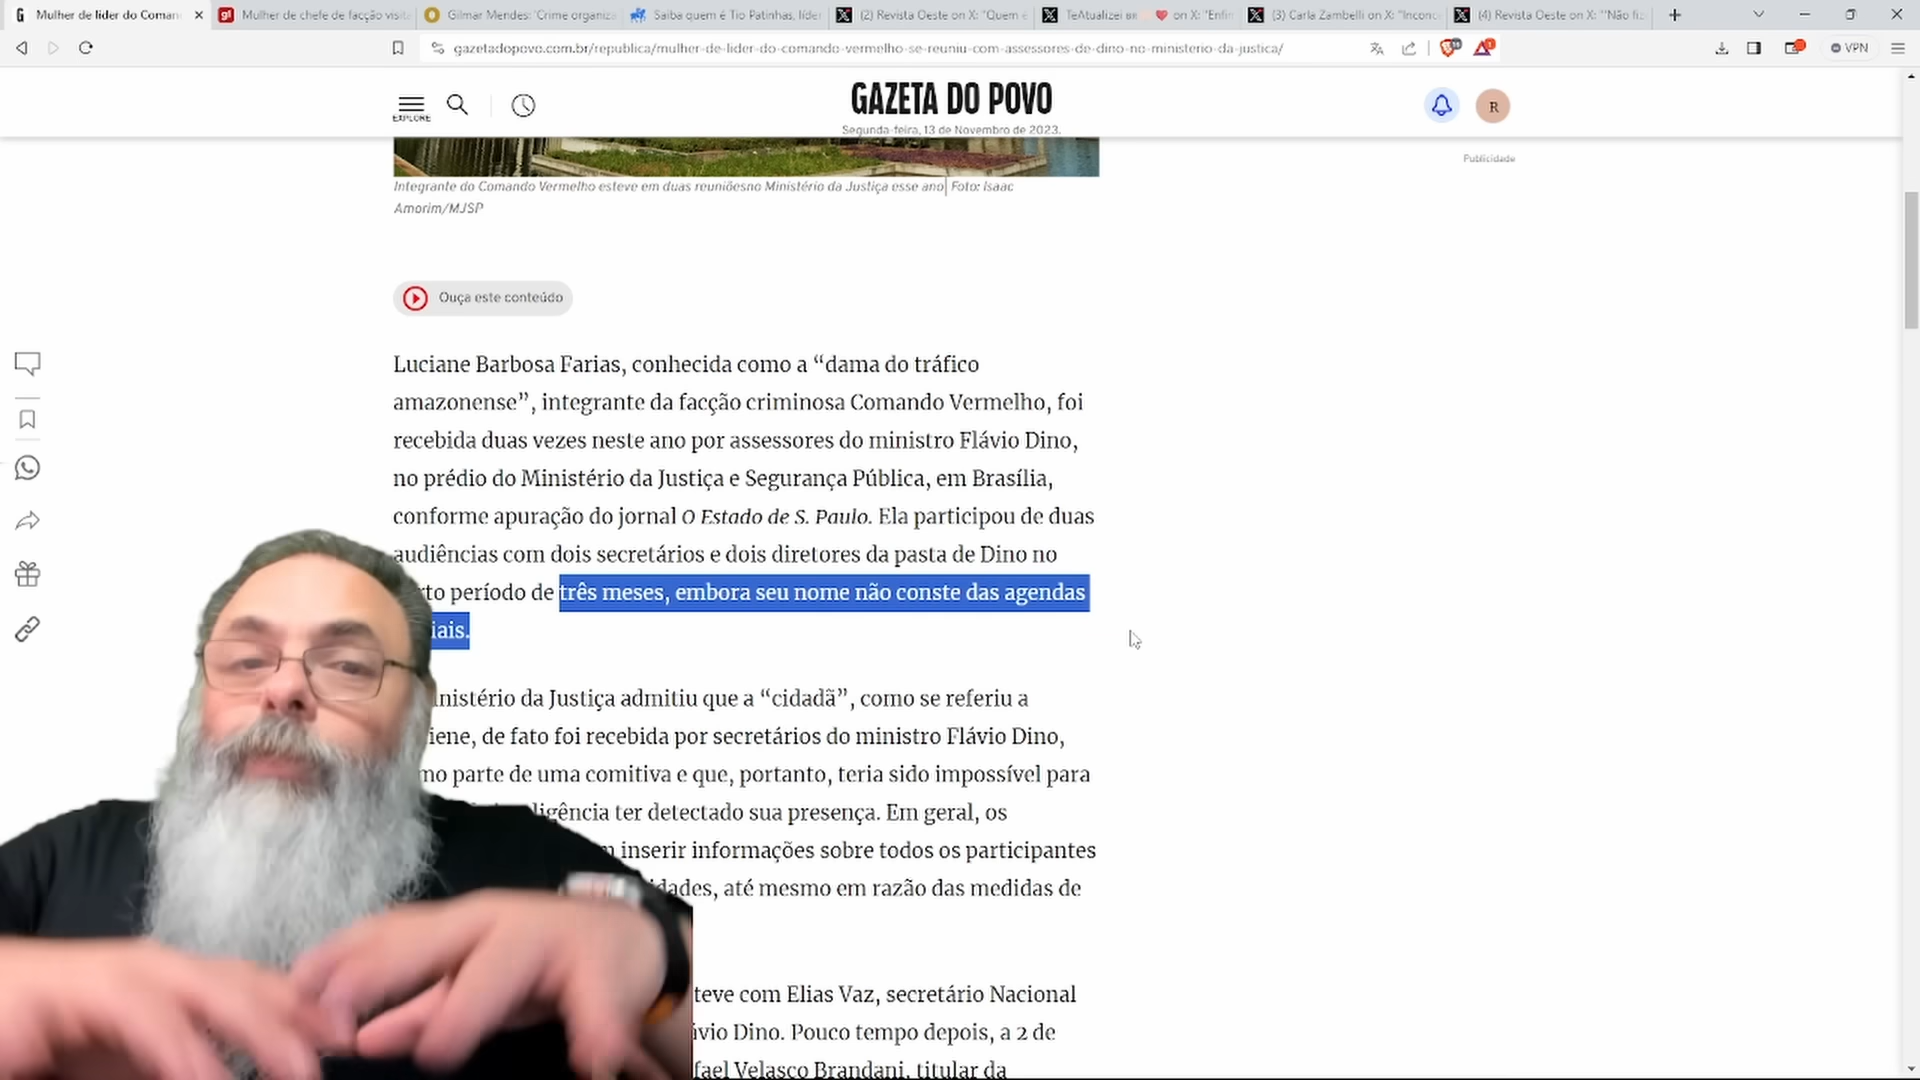 Mulher de lider do Coman
Mulher de chefe de facção visit
Gilmar Mendes: 'Crime organiz
Saiba quem é Tio Patinhas, líder
(2) Revista Oeste on X: "Quem é
TeAtualizei on X: "Enfi
(3) Carla Zambelli on X: "Inconc
(4) Revista Oeste on X: "'Não fi
gazetadopovo.com.br/republica/mulher-de-lider-do-comando-vermelho-se-reuniu-com-assessores-de-dino-no-ministerio-da-justica/
VPN
EXPLORE
GAZETA DO POVO
Segunda-feira, 13 de Novembro de 2023.
R
Publicidade
Integrante do Comando Vermelho esteve em duas reuniõesno Ministério da Justiça esse ano| Foto: Isaac
Amorim/MJSP
Ouça este conteúdo
Luciane Barbosa Farias, conhecida como a “dama do tráfico
amazonense”, integrante da facção criminosa Comando Vermelho, foi
recebida duas vezes neste ano por assessores do ministro Flávio Dino,
no prédio do Ministério da Justiça e Segurança Pública, em Brasília,
conforme apuração do jornal O Estado de S. Paulo. Ela participou de duas
audiências com dois secretários e dois diretores da pasta de Dino no
rto período de três meses, embora seu nome não conste das agendas
iais.
nistério da Justiça admitiu que a “cidadã”, como se referiu a
iene, de fato foi recebida por secretários do ministro Flávio Dino,
mo parte de uma comitiva e que, portanto, teria sido impossível para
ligência ter detectado sua presença. Em geral, os
inserir informações sobre todos os participantes
idades, até mesmo em razão das medidas de
teve com Elias Vaz, secretário Nacional
ívio Dino. Pouco tempo depois, a 2 de
fael Velasco Brandani, titular da